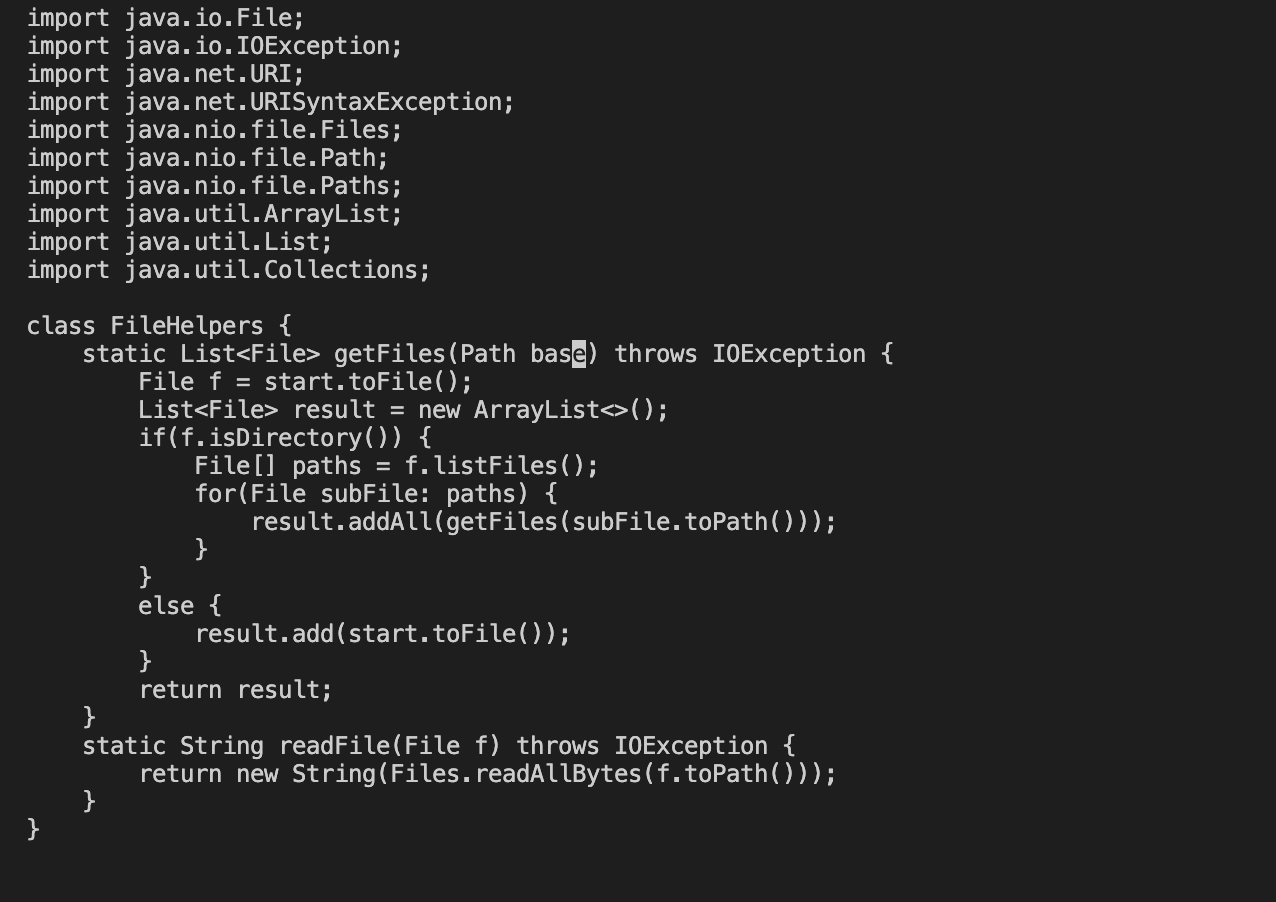 import java.io.File;
import java.io.IOException;
import java.net.URI;
import java.net.URISyntaxException;
import java.nio.file.Files;
import java.nio.file.Path;
import java.nio.file.Paths;
import java.util.ArrayList;
import java.util.List;
import java.util.Collections;

class FileHelpers {
    static List<File> getFiles(Path base) throws IOException {
        File f = start.toFile();
        List<File> result = new ArrayList<>();
        if(f.isDirectory()) {
            File[] paths = f.listFiles();
            for(File subFile: paths) {
                result.addAll(getFiles(subFile.toPath()));
            }
        }
        else {
            result.add(start.toFile());
        }
        return result;
    }
    static String readFile(File f) throws IOException {
        return new String(Files.readAllBytes(f.toPath()));
    }
}